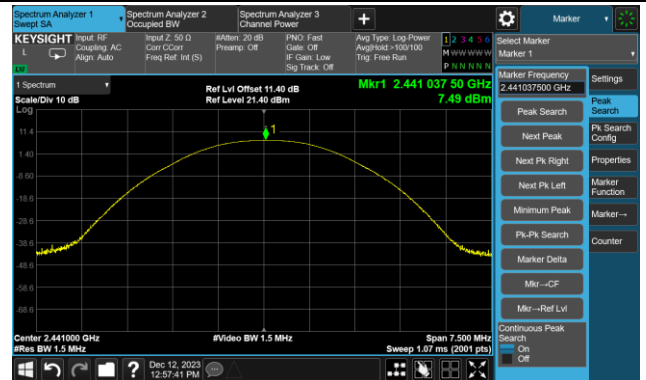 Spectrum Analyzer 1
Swept SA
Spectrum Analyzer 2
Occupied BW
Spectrum Analyzer 3
Channel Power
Marker
KEYSIGHT
L
Input: RF
Coupling: AC
Align: Auto
Input Z: 50 Ω
Corr CCorr
Freq Ref: Int (S)
#Atten: 20 dB
Preamp: Off
PNO: Fast
Gate: Off
IF Gain: Low
Sig Track: Off
Avg Type: Log-Power
Avg|Hold:>100/100
Trig: Free Run
1 2 3 4 5 6
M W W W W W
P N N N N N
Select Marker
Marker 1
1 Spectrum
Scale/Div 10 dB
Log
Ref Lvl Offset 11.40 dB
Ref Level 21.40 dBm
Mkr1 2.441 037 50 GHz
7.49 dBm
1
11.4
1.40
-8.60
-18.6
-28.6
-38.6
-48.6
-58.6
-68.6
Center 2.441000 GHz
#Res BW 1.5 MHz
#Video BW 1.5 MHz
Span 7.500 MHz
Sweep 1.07 ms (2001 pts)
Marker Frequency
2.441037500 GHz
Peak Search
Next Peak
Next Pk Right
Next Pk Left
Minimum Peak
Pk-Pk Search
Marker Delta
Mkr→CF
Mkr→Ref Lvl
Continuous Peak
Search
On
Off
Settings
Peak
Search
Pk Search
Config
Properties
Marker
Function
Marker→
Counter
?
Dec 12, 2023
12:57:41 PM